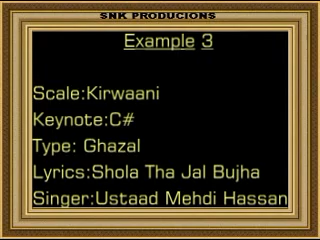 SNK PRODUCIONS
Example 3
Scale:Kirwaani
Keynote:C#
Type: Ghazal
Lyrics:Shola Tha Jal Bujha
Singer:Ustaad Mehdi Hassan